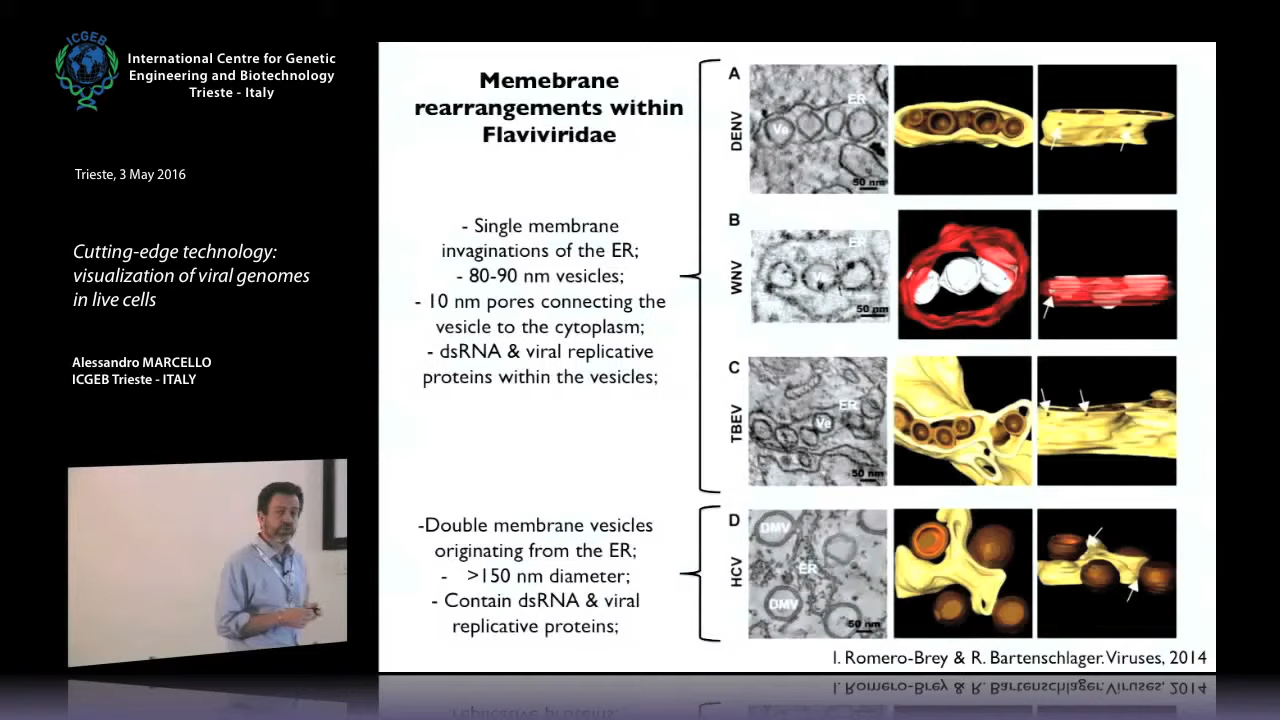 ICGEB
International Centre for Genetic
Engineering and Biotechnology
Trieste - Italy
Trieste, 3 May 2016
Cutting-edge technology:
visualization of viral genomes
in live cells
Alessandro MARCELLO
ICGEB Trieste - ITALY
Memebrane
rearrangements within
Flaviviridae
- Single membrane
invaginations of the ER;
- 80-90 nm vesicles;
- 10 nm pores connecting the
vesicle to the cytoplasm;
- dsRNA & viral replicative
proteins within the vesicles;
-Double membrane vesicles
originating from the ER;
- >150 nm diameter;
- Contain dsRNA & viral
replicative proteins;
A
DENV
ER
Ve
50 nm
B
WNV
ER
Ve
50 nm
C
TBEV
ER
Ve
50 nm
D
HCV
DMV
ER
DMV
50 nm
I. Romero-Brey & R. Bartenschlager. Viruses, 2014